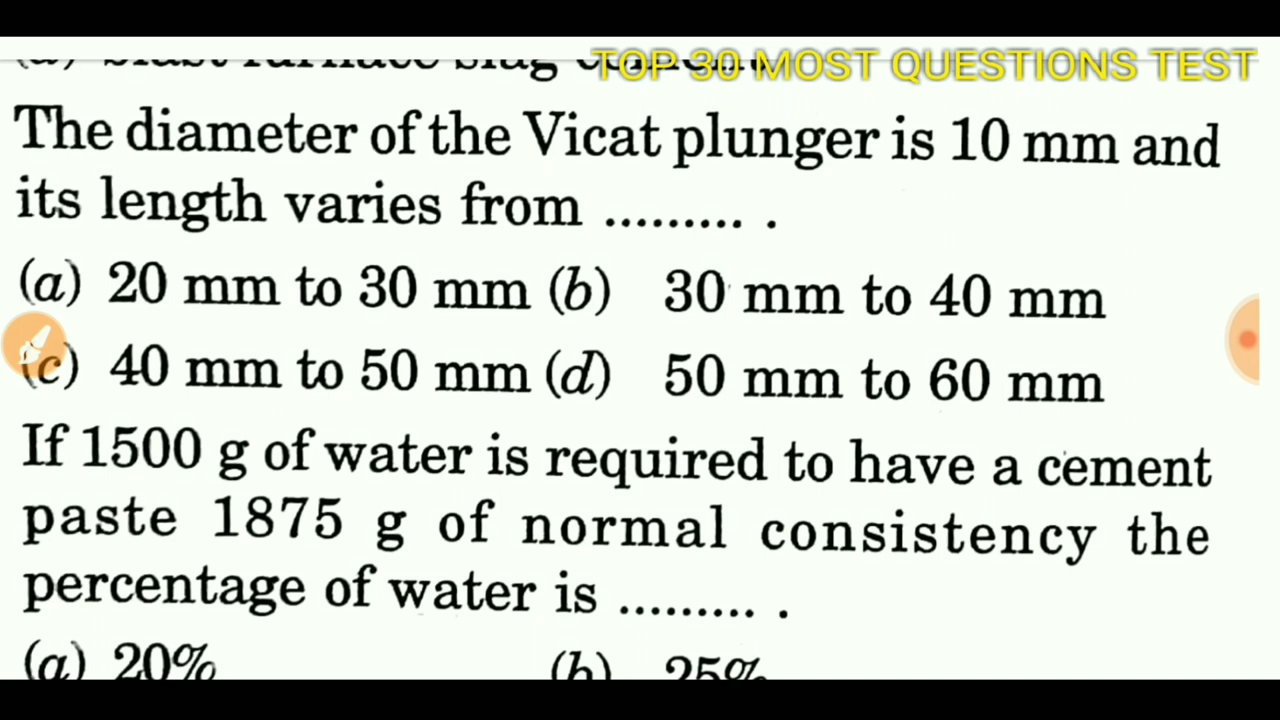 TOP 30 MOST QUESTIONS TEST
The diameter of the Vicat plunger is 10 mm and
its length varies from ......... .
(a) 20 mm to 30 mm (b) 30 mm to 40 mm
(c) 40 mm to 50 mm (d) 50 mm to 60 mm
If 1500 g of water is required to have a cement
paste 1875 g of normal consistency the
percentage of water is ......... .
(a) 20% (b) 25%